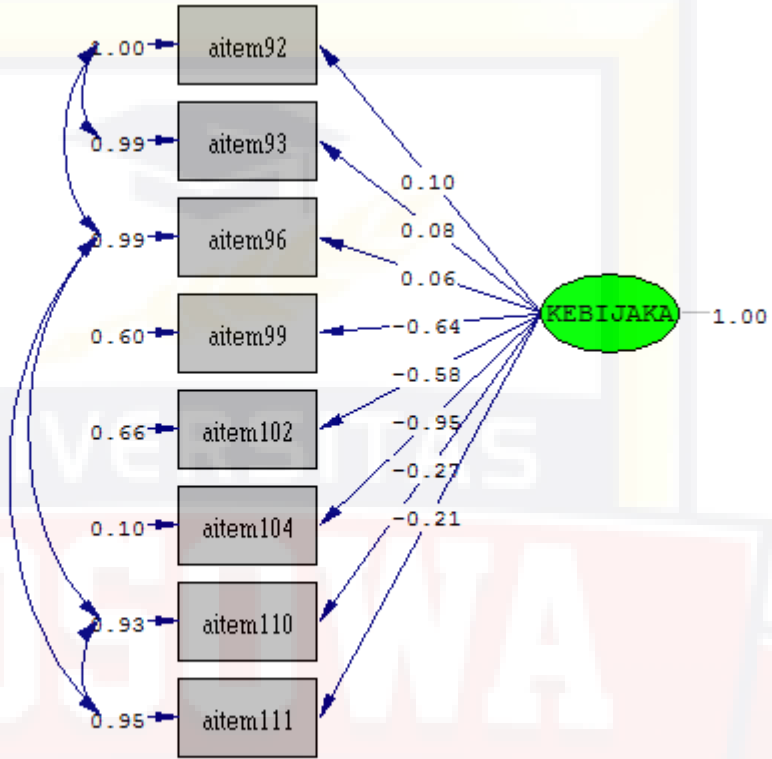 1.00 aitem92
0.99 aitem93
0.10
0.08
0.99 aitem96
0.06
KEBIJAKA 1.00
0.60 aitem99
-0.64
-0.58
0.66 aitem102
-0.95
-0.27
0.10 aitem104
-0.21
0.93 aitem110
0.95 aitem111
VERSITAS
OSOWA